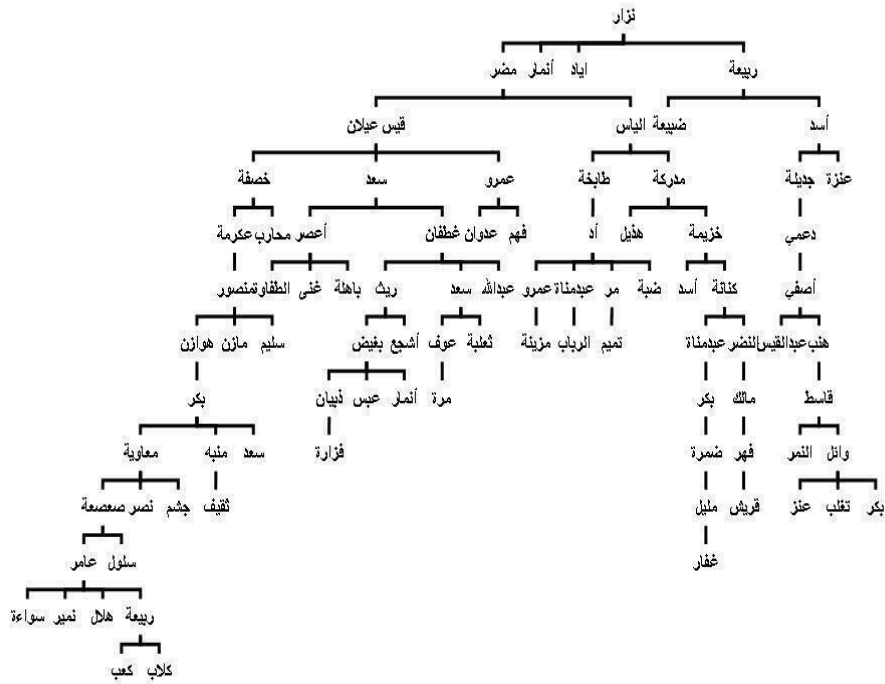 نزار
ربيعة اياد أنمار مضر
أسد ضبيعة الياس قيس عيلان
عنزة جديلة مدركة طابخة عمرو سعد خصفة
دعمي خزيمة هذيل أد فهم عدوان غطفان أعصر محارب عكرمة
أصفي كنانة أسد ضبة مر عبدمناة عمرو عبدالله سعد ريث باهلة غنى الطفاوة منصور
هنب عبدالقيس النضر عبدمناة تميم الرباب مزينة ثعلبة عوف أشجع بغيض سليم مازن هوازن
قاسط مالك بكر مرة أنمار عبس ذبيان بكر
وائل النمر فهر ضمرة فزارة سعد منبه معاوية
بكر تغلب عنز قريش مليل ثقيف جشم نصر صعصعة
غفار سلول عامر
ربيعة هلال نمير سواءة
كلاب كعب